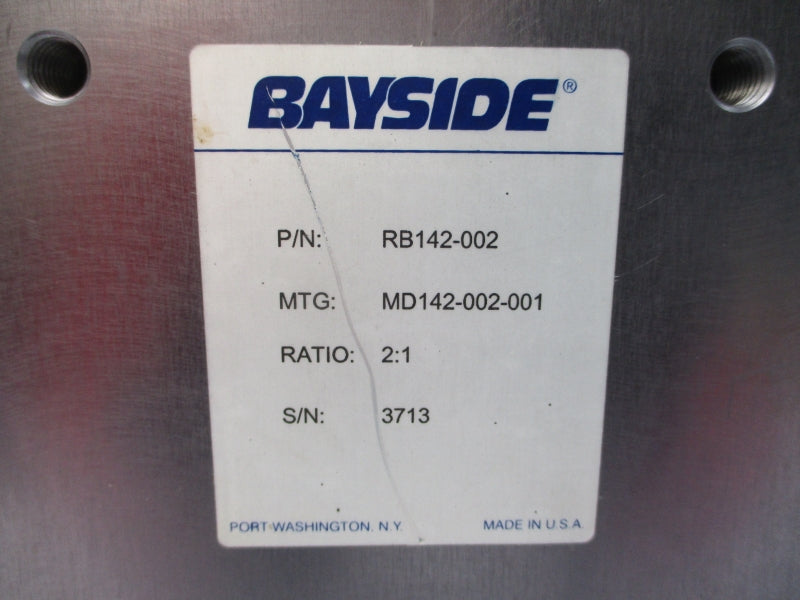 BAYSIDE®
P/N: RB142-002
MTG: MD142-002-001
RATIO: 2:1
S/N: 3713
PORT WASHINGTON, N.Y. MADE IN U.S.A.